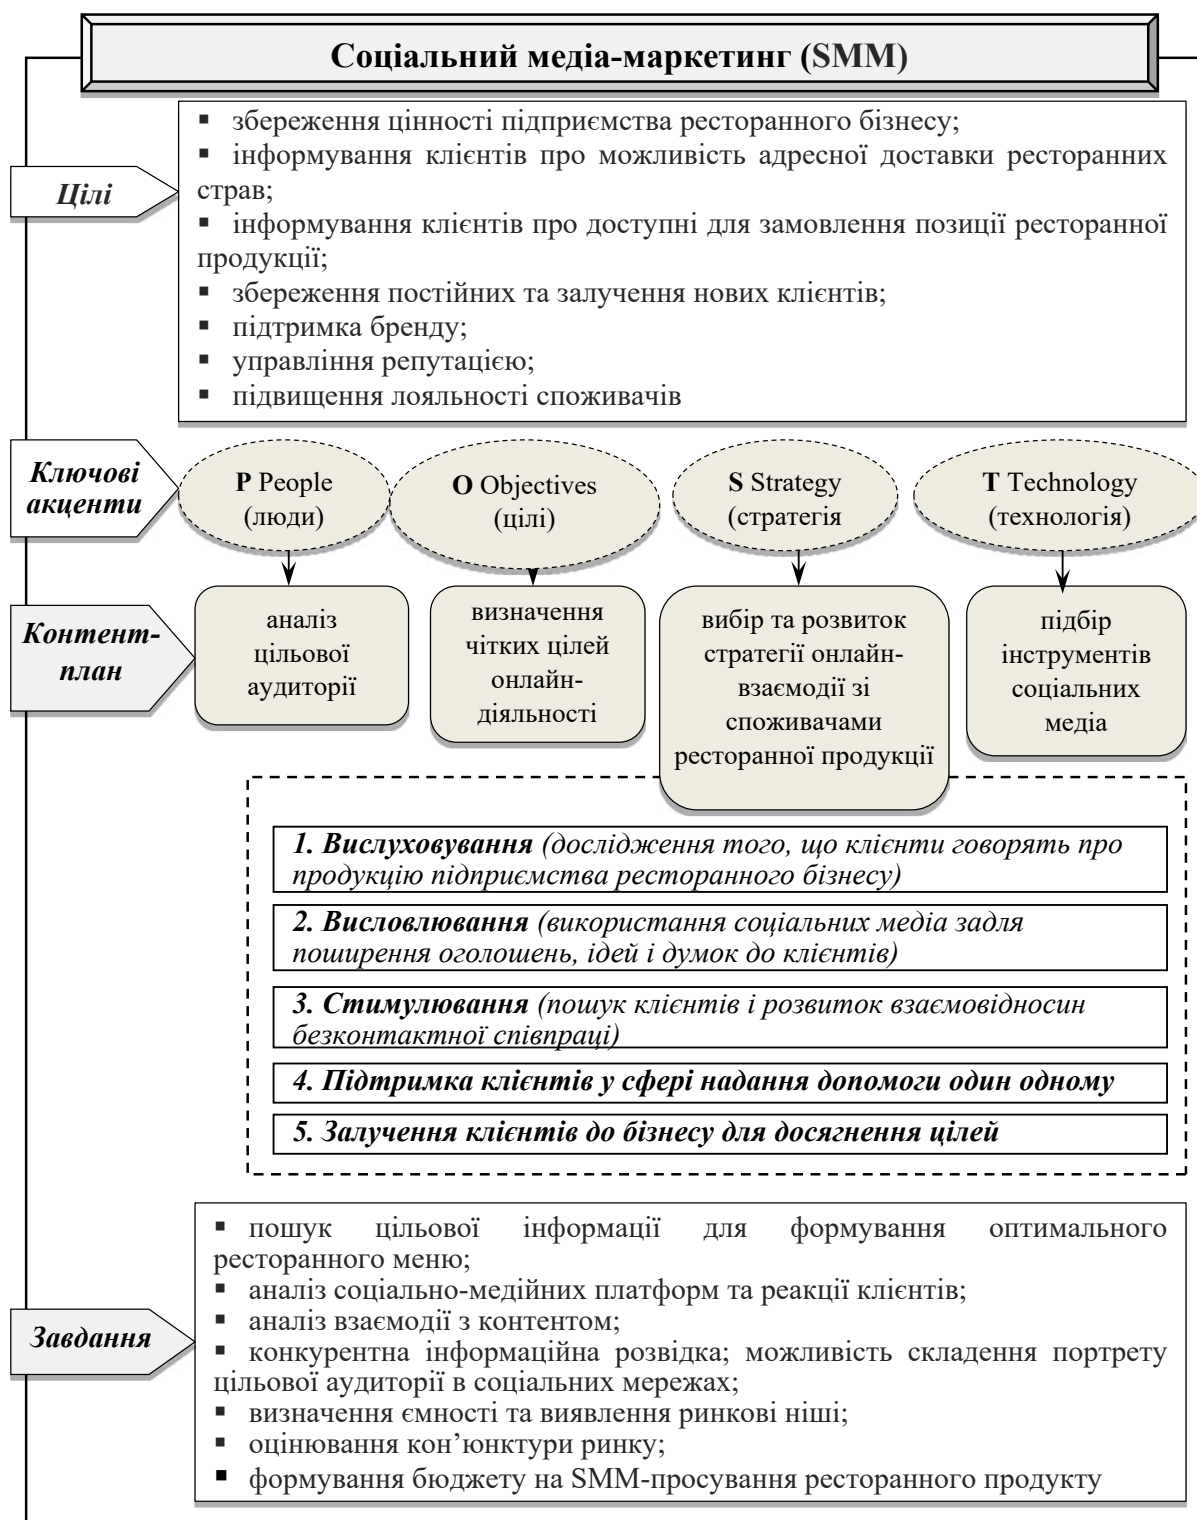 Соціальний медіа-маркетинг (SMM)
Цілі
▪ збереження цінності підприємства ресторанного бізнесу;
▪ інформування клієнтів про можливість адресної доставки ресторанних
страв;
▪ інформування клієнтів про доступні для замовлення позиції ресторанної
продукції;
▪ збереження постійних та залучення нових клієнтів;
▪ підтримка бренду;
▪ управління репутацією;
▪ підвищення лояльності споживачів
Ключові
акценти
P People
(люди)
O Objectives
(цілі)
S Strategy
(стратегія
T Technology
(технологія)
Контент-
план
аналіз
цільової
аудиторії
визначення
чітких цілей
онлайн-
діяльності
вибір та розвиток
стратегії онлайн-
взаємодії зі
споживачами
ресторанної продукції
підбір
інструментів
соціальних
медіа
1. Вислуховування (дослідження того, що клієнти говорять про
продукцію підприємства ресторанного бізнесу)
2. Висловлювання (використання соціальних медіа задля
поширення оголошень, ідей і думок до клієнтів)
3. Стимулювання (пошук клієнтів і розвиток взаємовідносин
безконтактної співпраці)
4. Підтримка клієнтів у сфері надання допомоги один одному
5. Залучення клієнтів до бізнесу для досягнення цілей
Завдання
▪ пошук цільової інформації для формування оптимального
ресторанного меню;
▪ аналіз соціально-медійних платформ та реакції клієнтів;
▪ аналіз взаємодії з контентом;
▪ конкурентна інформаційна розвідка; можливість складення портрету
цільової аудиторії в соціальних мережах;
▪ визначення ємності та виявлення ринкові ніші;
▪ оцінювання кон’юнктури ринку;
▪ формування бюджету на SMM-просування ресторанного продукту